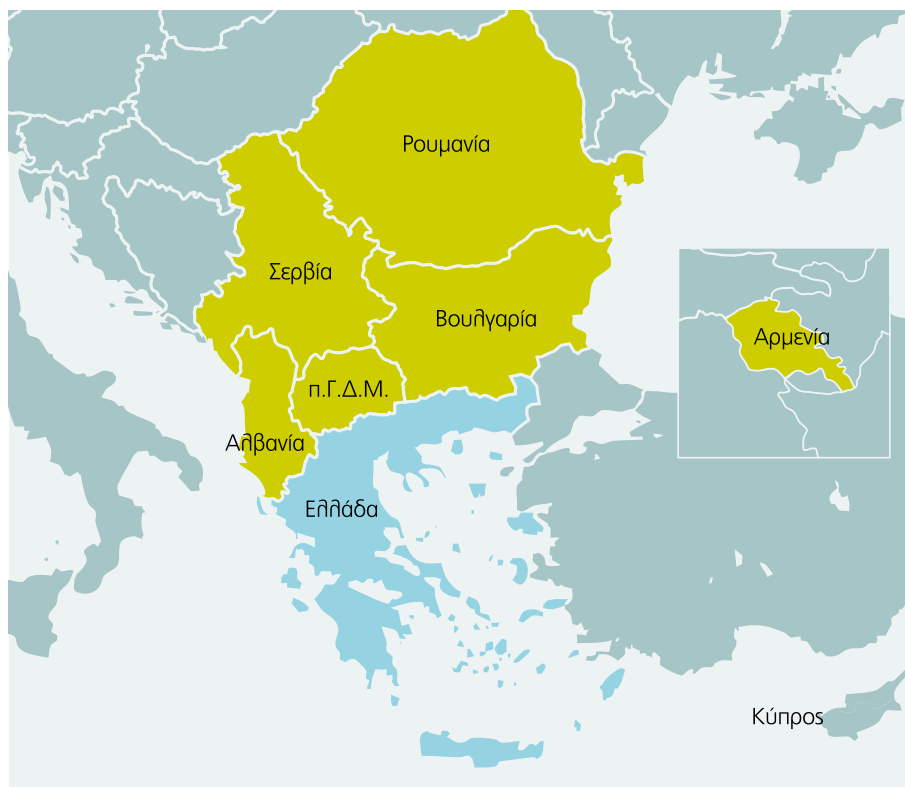 Ρουμανία
Σερβία
Βουλγαρία
Αρμενία
π.Γ.Δ.Μ.
Αλβανία
Ελλάδα
Κύπρος